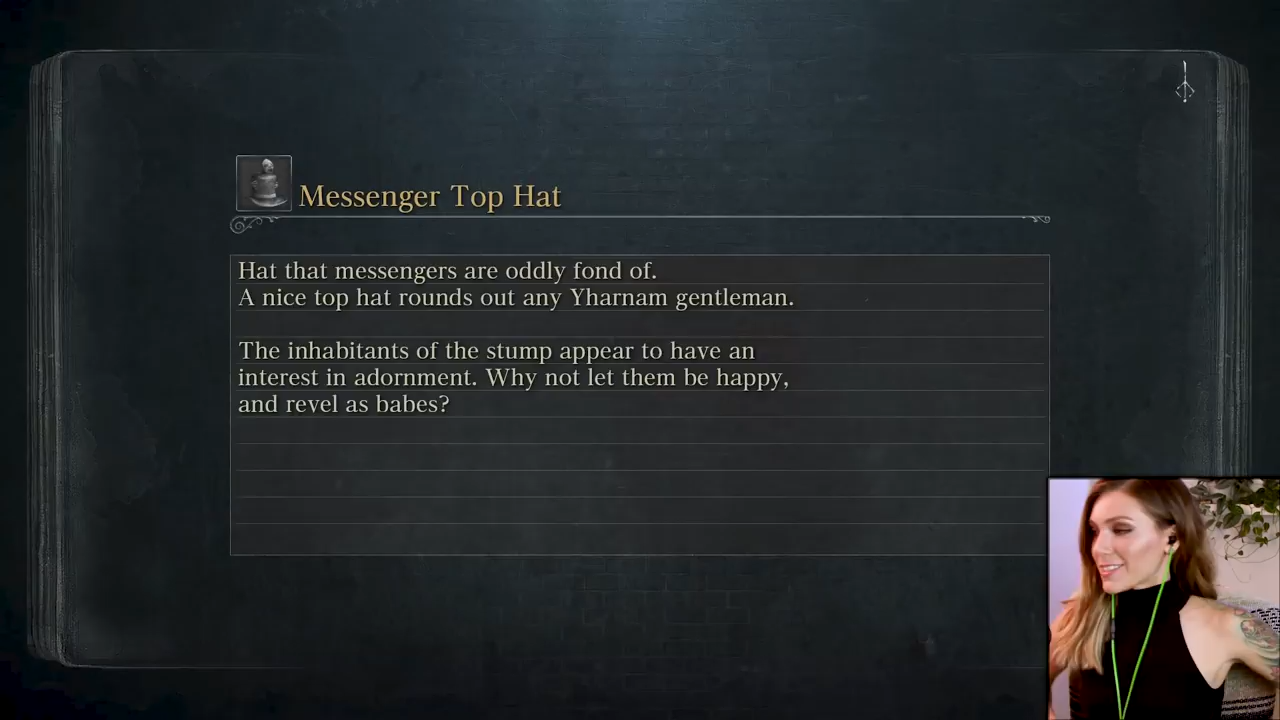 Messenger Top Hat
Hat that messengers are oddly fond of.
A nice top hat rounds out any Yharnam gentleman.
The inhabitants of the stump appear to have an
interest in adornment. Why not let them be happy,
and revel as babes?